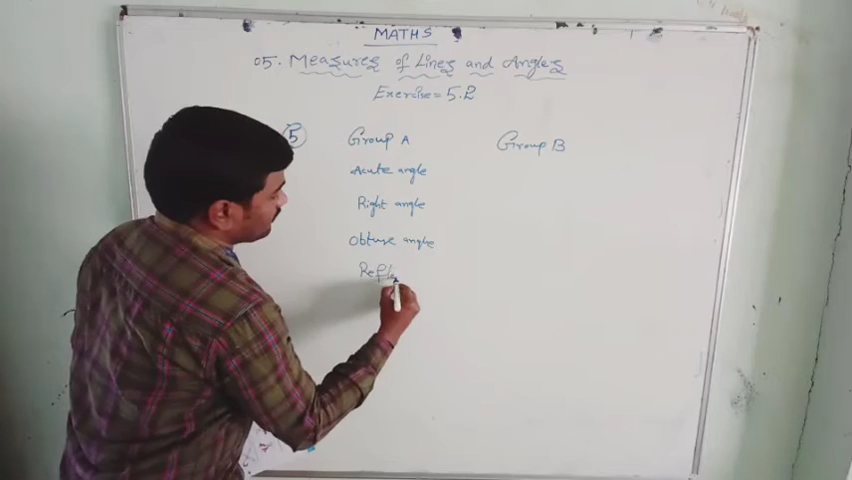 MATHS
05. Measures of Lines and Angles
Exercise = 5.2
5 Group A Group B
Acute angle
Right angle
Obtuse angle
Refle